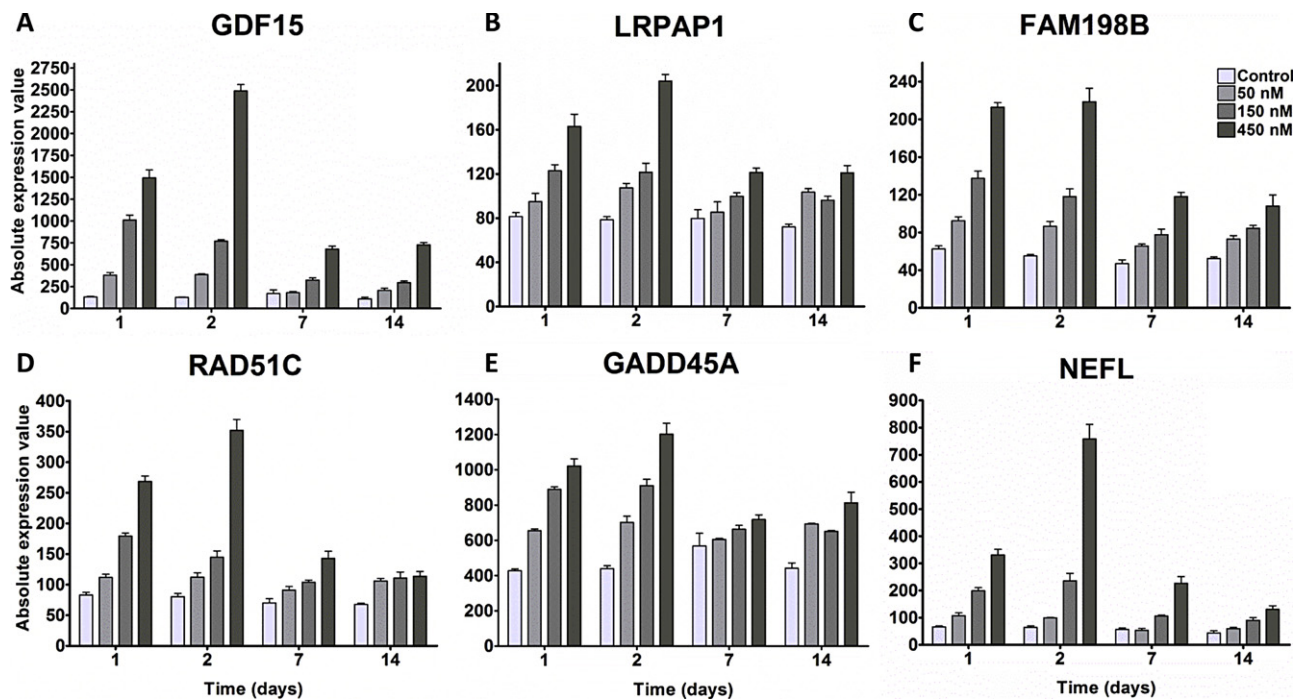 A GDF15
Absolute expression value
2750
2500
2250
2000
1750
1500
1250
1000
750
500
250
0
1 2 7 14
B LRPAP1
200
160
120
80
40
0
1 2 7 14
C FAM198B
240
200
160
120
80
40
0
1 2 7 14
Control
50 nM
150 nM
450 nM
D RAD51C
Absolute expression value
400
350
300
250
200
150
100
50
0
1 2 7 14
Time (days)
E GADD45A
1400
1200
1000
800
600
400
200
0
1 2 7 14
Time (days)
F NEFL
900
800
700
600
500
400
300
200
100
0
1 2 7 14
Time (days)